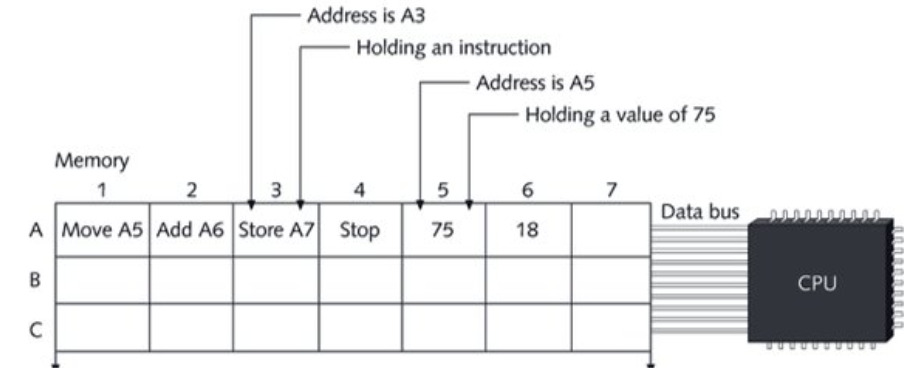 Address is A3
Holding an instruction
Address is A5
Holding a value of 75
Memory
1 2 3 4 5 6 7
Data bus
A Move A5 Add A6 Store A7 Stop 75 18
B
CPU
C